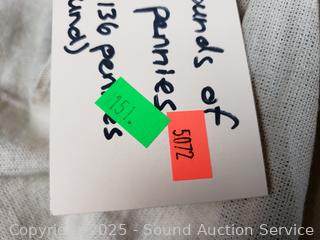 ounds of
pennies
136 pennies
und)
151.
5072
Copyright © 2025 - Sound Auction Service